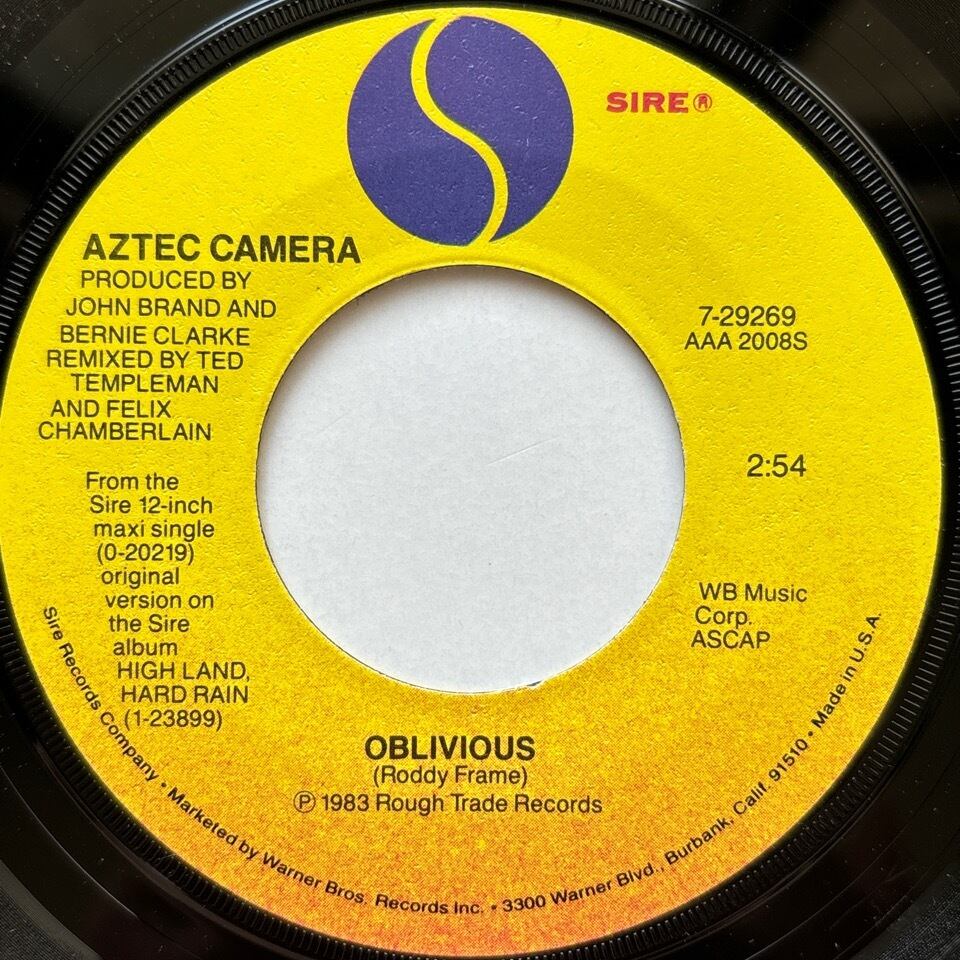 SIRE®
AZTEC CAMERA
PRODUCED BY
JOHN BRAND AND
BERNIE CLARKE
REMIXED BY TED
TEMPLEMAN
AND FELIX
CHAMBERLAIN
7-29269
AAA 2008S
2:54
From the
Sire 12-inch
maxi single
(0-20219)
original
version on
the Sire
album
HIGH LAND,
HARD RAIN
(1-23899)
WB Music
Corp.
ASCAP
OBLIVIOUS
(Roddy Frame)
℗ 1983 Rough Trade Records
Sire Records Company • Marketed by Warner Bros. Records Inc. • 3300 Warner Blvd., Burbank, Calif. 91510 • Made in U.S.A.